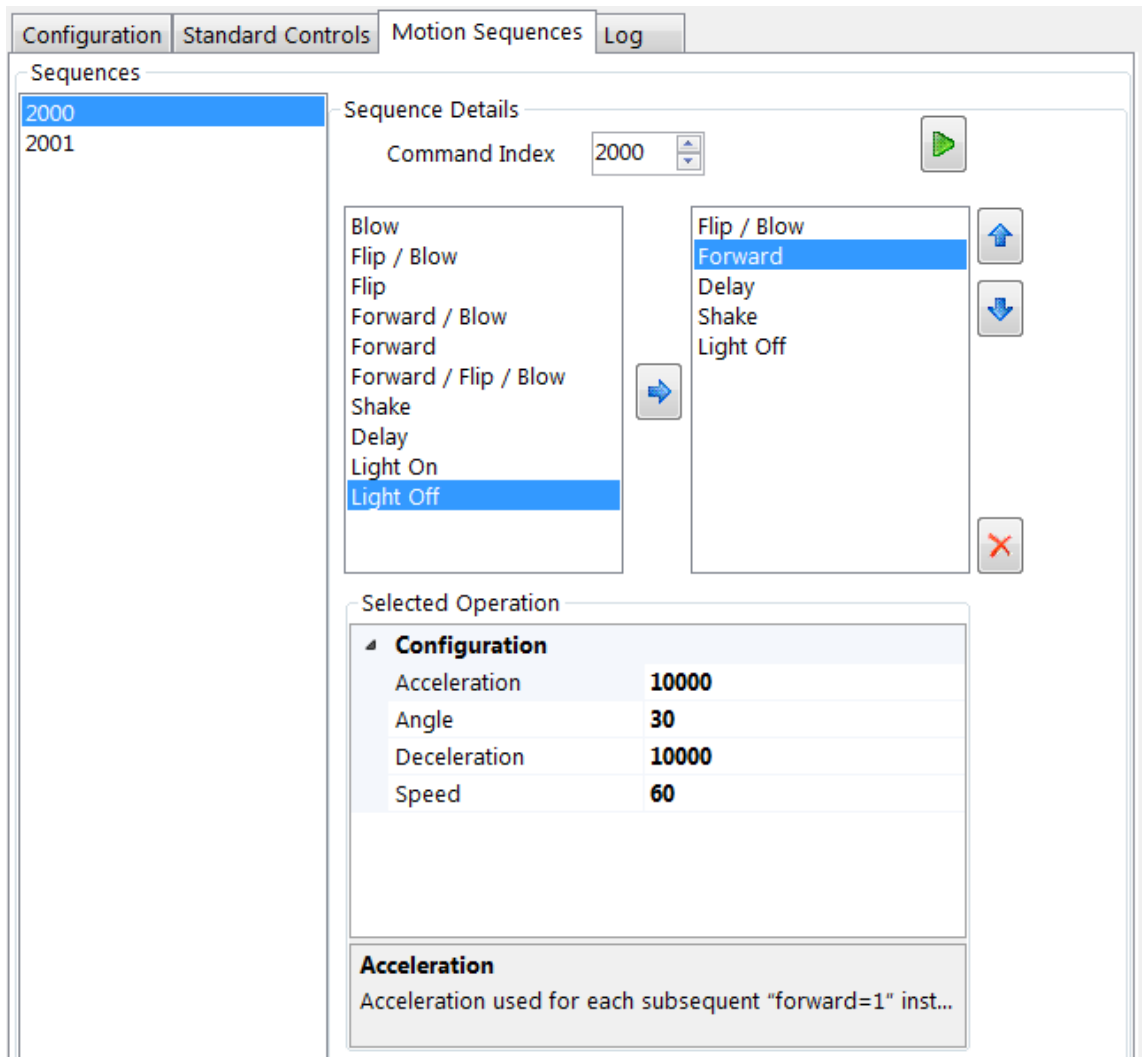 Configuration Standard Controls Motion Sequences Log
Sequences
2000
2001
Sequence Details
Command Index 2000
Blow
Flip / Blow
Flip
Forward / Blow
Forward
Forward / Flip / Blow
Shake
Delay
Light On
Light Off
Flip / Blow
Forward
Delay
Shake
Light Off
Selected Operation
Configuration
Acceleration 10000
Angle 30
Deceleration 10000
Speed 60
Acceleration
Acceleration used for each subsequent “forward=1” inst...